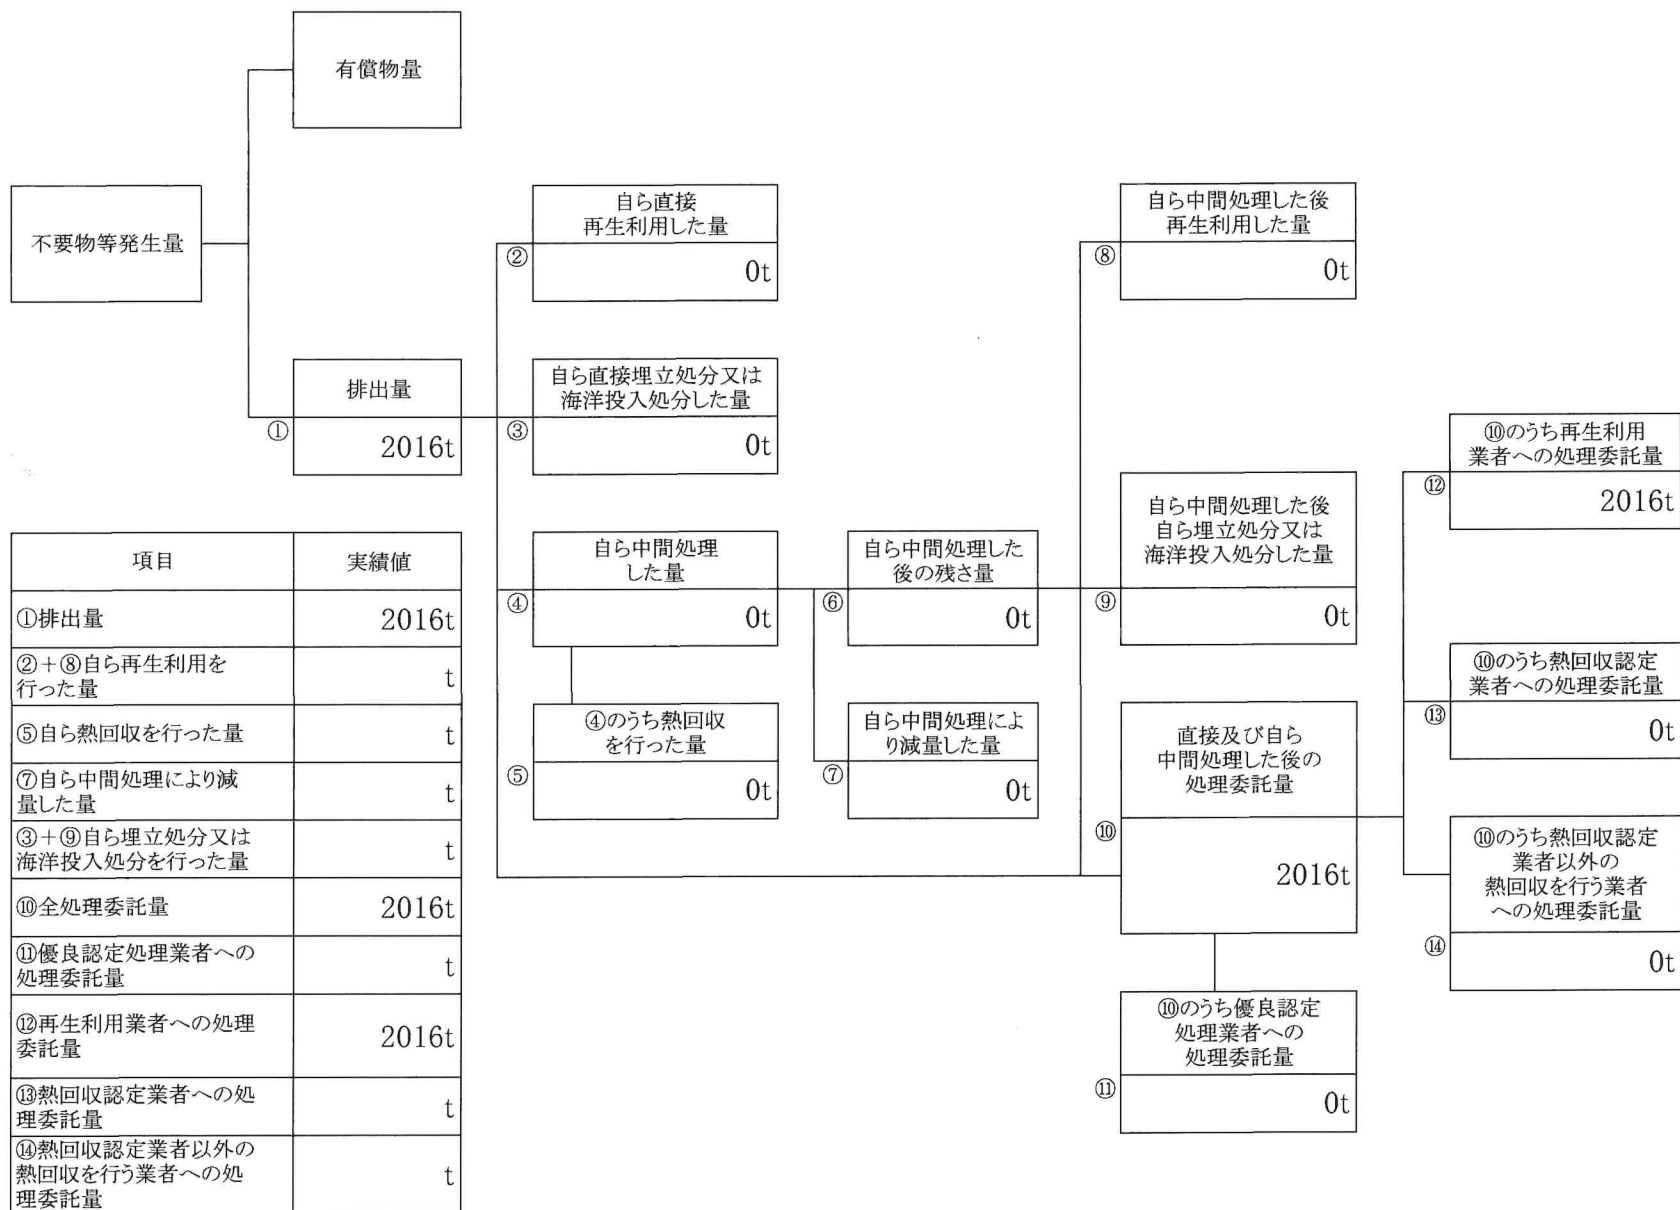 有償物量
不要物等発生量
排出量
①
2016t
自ら直接
再生利用した量
②
0t
自ら直接埋立処分又は
海洋投入処分した量
③
0t
自ら中間処理
した量
④
0t
④のうち熱回収
を行った量
⑤
0t
自ら中間処理した
後の残さ量
⑥
0t
自ら中間処理によ
り減量した量
⑦
0t
自ら中間処理した後
再生利用した量
⑧
0t
自ら中間処理した後
自ら埋立処分又は
海洋投入処分した量
⑨
0t
直接及び自ら
中間処理した後の
処理委託量
⑩
2016t
⑩のうち優良認定
処理業者への
処理委託量
⑪
0t
⑩のうち再生利用
業者への処理委託量
⑫
2016t
⑩のうち熱回収認定
業者への処理委託量
⑬
0t
⑩のうち熱回収認定
業者以外の
熱回収を行う業者
への処理委託量
⑭
0t
項目 実績値
①排出量 2016t
②+⑧自ら再生利用を
行った量 t
⑤自ら熱回収を行った量 t
⑦自ら中間処理により減
量した量 t
③+⑨自ら埋立処分又は
海洋投入処分を行った量 t
⑩全処理委託量 2016t
⑪優良認定処理業者への
処理委託量 t
⑫再生利用業者への処理
委託量 2016t
⑬熱回収認定業者への処
理委託量 t
⑭熱回収認定業者以外の
熱回収を行う業者への処
理委託量 t